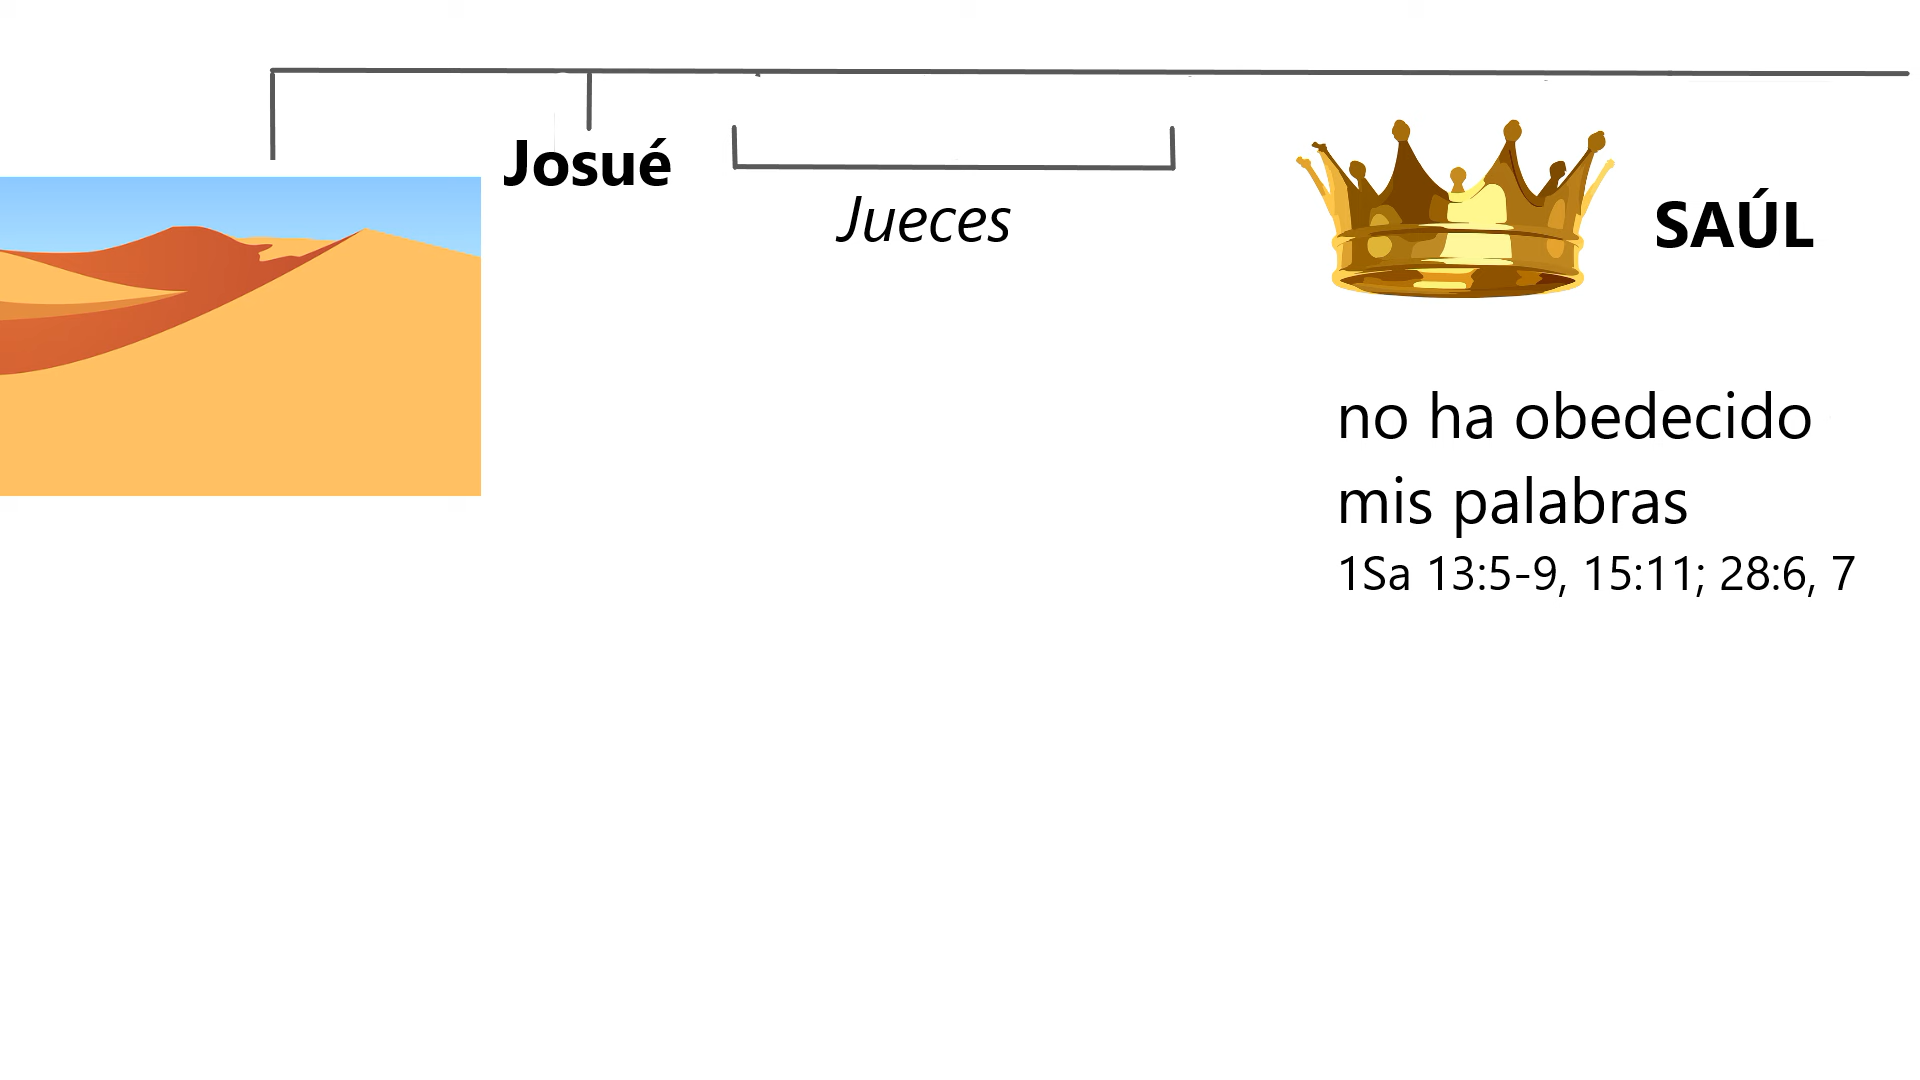 Josué
Jueces
SAÚL
no ha obedecido
mis palabras
1Sa 13:5-9, 15:11; 28:6, 7